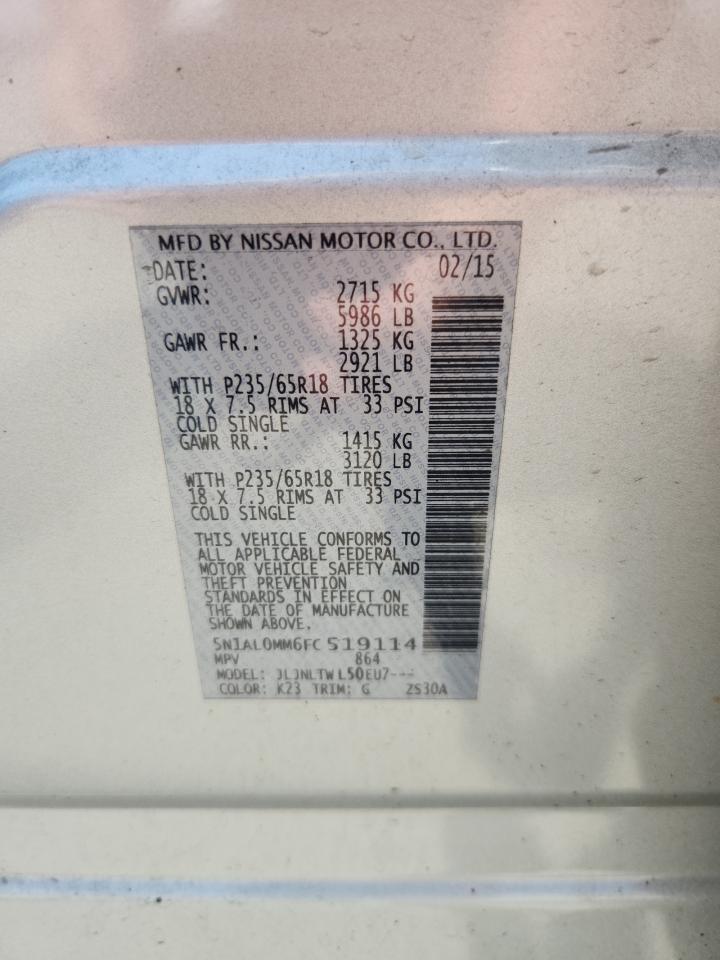 MFD BY NISSAN MOTOR CO., LTD.
DATE: 02/15
GVWR: 2715 KG
5986 LB
GAWR FR.: 1325 KG
2921 LB
WITH P235/65R18 TIRES
18 X 7.5 RIMS AT 33 PSI
COLD SINGLE
GAWR RR.: 1415 KG
3120 LB
WITH P235/65R18 TIRES
18 X 7.5 RIMS AT 33 PSI
COLD SINGLE
THIS VEHICLE CONFORMS TO
ALL APPLICABLE FEDERAL
MOTOR VEHICLE SAFETY AND
THEFT PREVENTION
STANDARDS IN EFFECT ON
THE DATE OF MANUFACTURE
SHOWN ABOVE.
5N1AL0MM6FC519114
MPV 864
MODEL: JLJNLTWL50EU7---
COLOR: K23 TRIM: G ZS30A